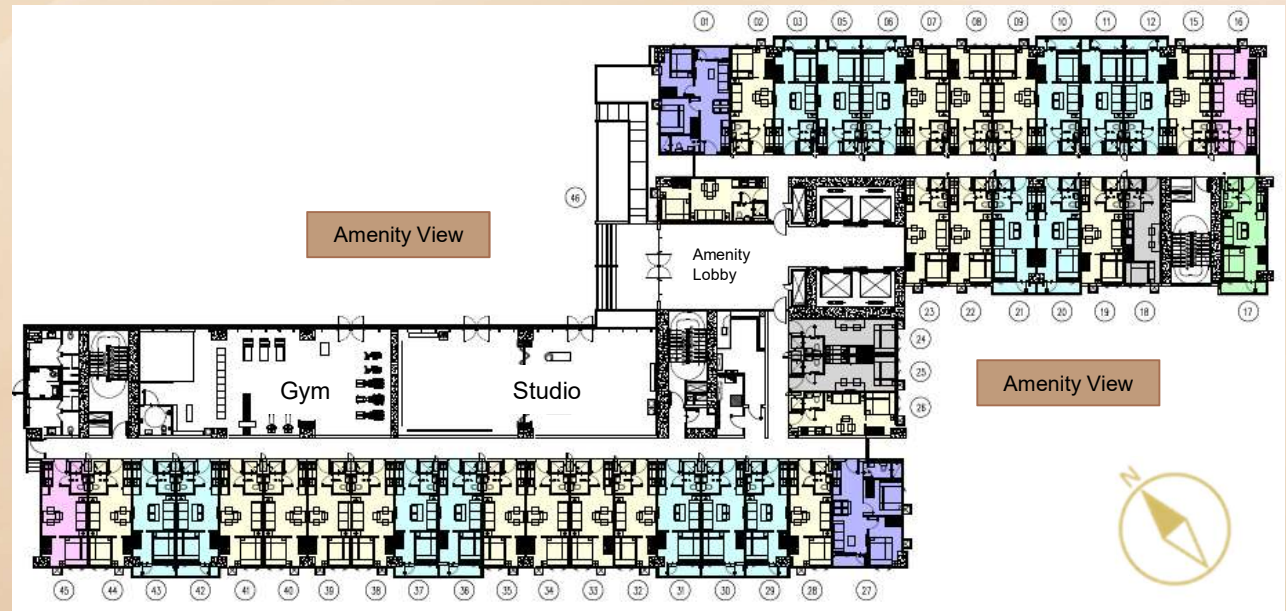 01 02 03 05 06 07 08 09 10 11 12 15 16
46
Amenity View
Amenity
Lobby
23 22 21 20 19 18 17
24
25
26
Amenity View
Gym
Studio
N
45 44 43 42 41 40 39 38 37 36 35 34 33 32 31 30 29 28 27